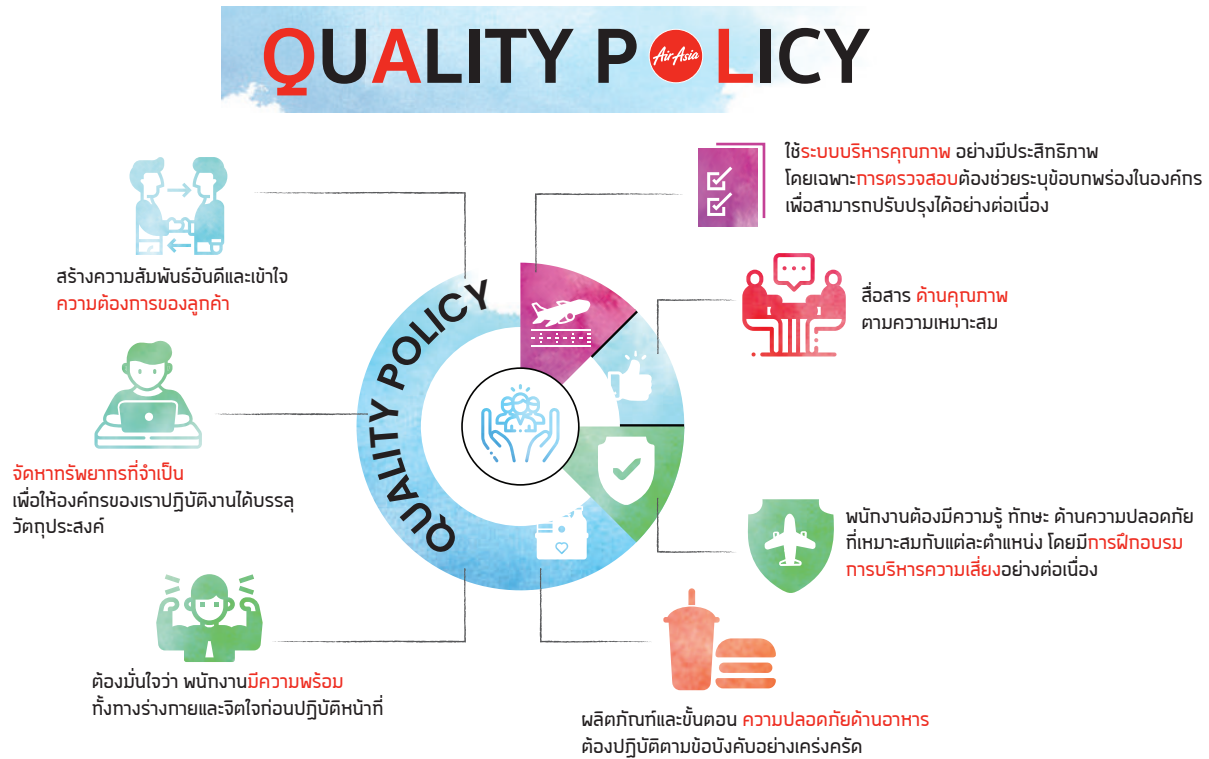 QUALITY POLICY
AirAsia
ใช้ระบบบริหารคุณภาพ อย่างมีประสิทธิภาพ
โดยเฉพาะการตรวจสอบต้องช่วยระบุข้อบกพร่องในองค์กร
เพื่อสามารถปรับปรุงได้อย่างต่อเนื่อง
สร้างความสัมพันธ์อันดีและเข้าใจ
ความต้องการของลูกค้า
สื่อสาร ด้านคุณภาพ
ตามความเหมาะสม
QUALITY POLICY
จัดหาทรัพยากรที่จำเป็น
เพื่อให้องค์กรของเราปฏิบัติงานได้บรรลุ
วัตถุประสงค์
พนักงานต้องมีความรู้ ทักษะ ด้านความปลอดภัย
ที่เหมาะสมกับแต่ละตำแหน่ง โดยมีการฝึกอบรม
การบริหารความเสี่ยงอย่างต่อเนื่อง
ต้องมั่นใจว่า พนักงานมีความพร้อม
ทั้งทางร่างกายและจิตใจก่อนปฏิบัติหน้าที่
ผลิตภัณฑ์และขั้นตอน ความปลอดภัยด้านอาหาร
ต้องปฏิบัติตามข้อบังคับอย่างเคร่งครัด